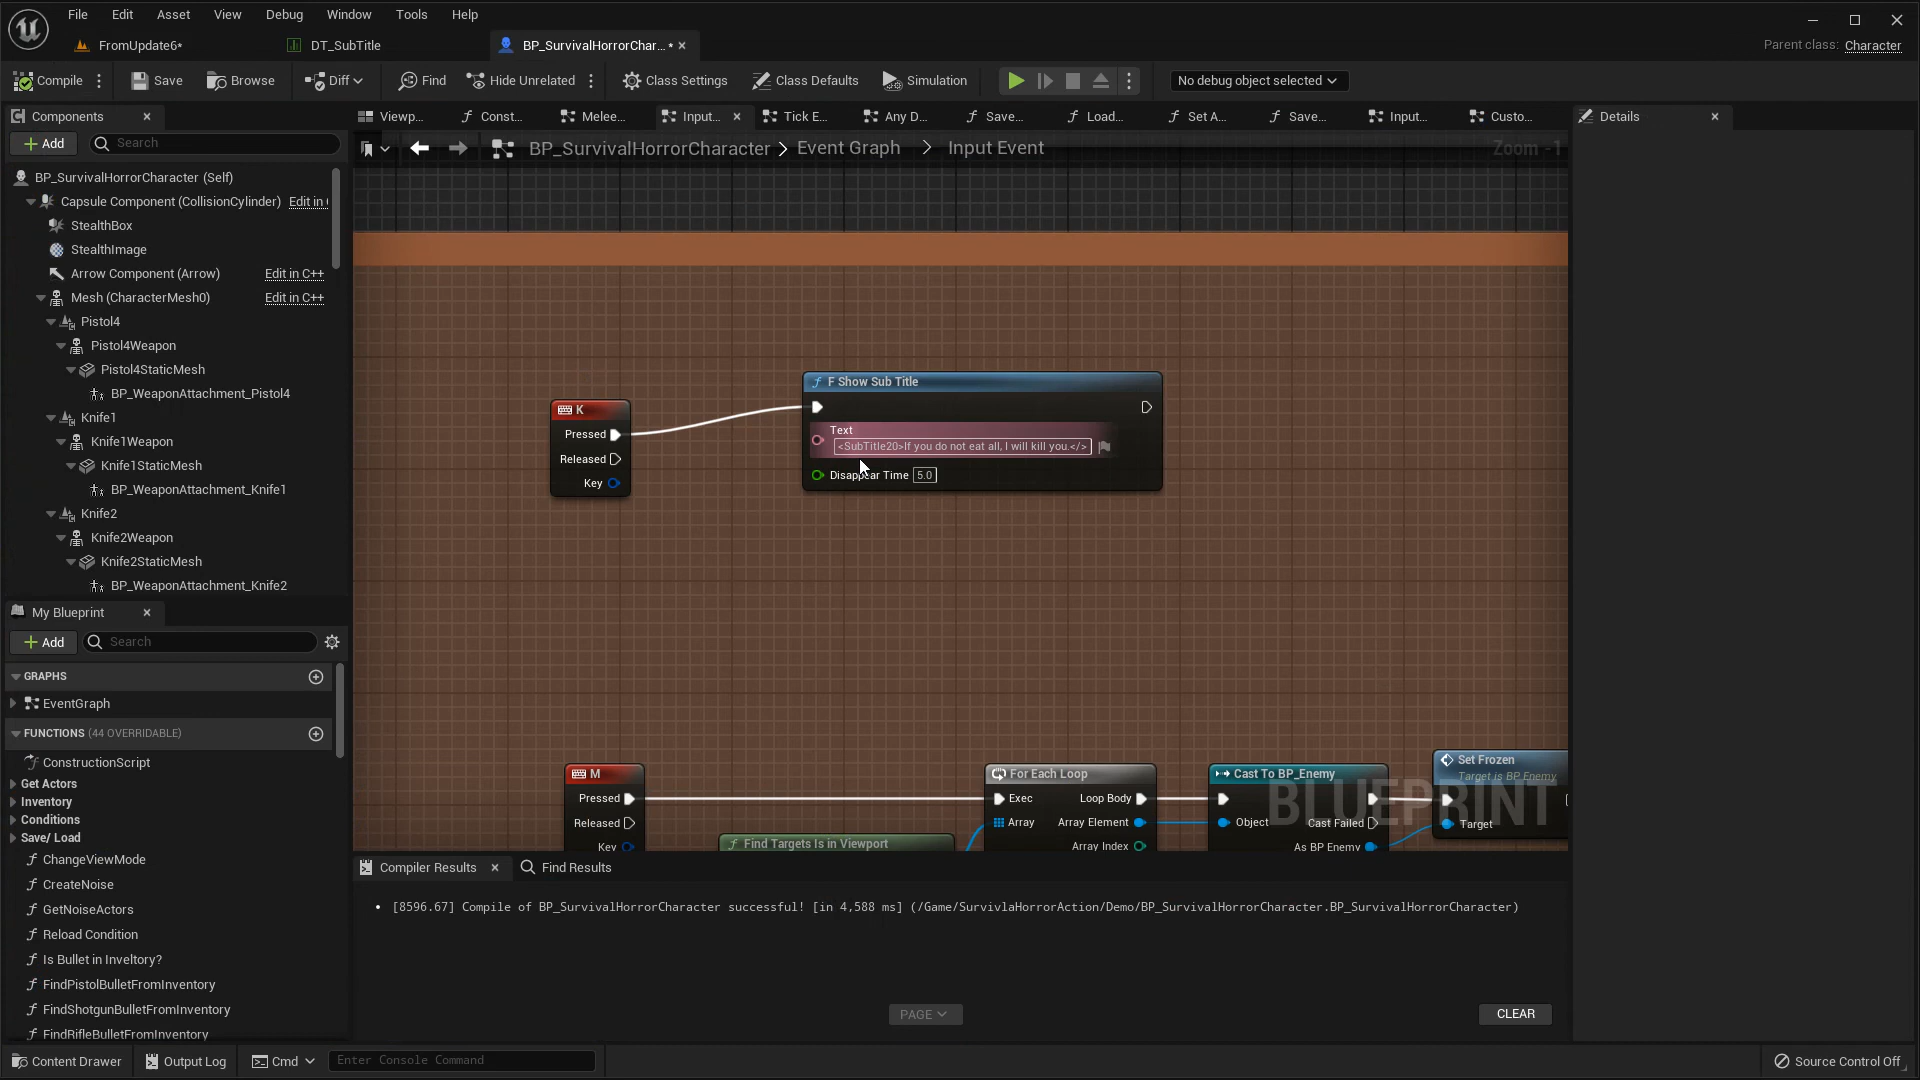 File Edit Asset View Debug Window Tools Help
FromUpdate6* DT_SubTitle BP_SurvivalHorrorChar...*
Parent class: Character
Compile Save Browse Diff Find Hide Unrelated Class Settings Class Defaults Simulation No debug object selected
Components
Viewp... Const... Melee... Input... Tick E... Any D... Save... Load... Set A... Save... Input... Custo...
Details
Add Search
BP_SurvivalHorrorCharacter > Event Graph > Input Event
Zoom -1
BP_SurvivalHorrorCharacter (Self)
Capsule Component (CollisionCylinder) Edit in
StealthBox
StealthImage
Arrow Component (Arrow) Edit in C++
Mesh (CharacterMesh0) Edit in C++
Pistol4
Pistol4Weapon
Pistol4StaticMesh
BP_WeaponAttachment_Pistol4
Knife1
Knife1Weapon
Knife1StaticMesh
BP_WeaponAttachment_Knife1
Knife2
Knife2Weapon
Knife2StaticMesh
BP_WeaponAttachment_Knife2
K
Pressed
Released
Key
F Show Sub Title
Text
<SubTitle20>If you do not eat all, I will kill you.</>
Disappear Time 5.0
My Blueprint
Add Search
GRAPHS
EventGraph
FUNCTIONS (44 OVERRIDABLE)
ConstructionScript
Get Actors
Inventory
Conditions
Save/ Load
ChangeViewMode
CreateNoise
GetNoiseActors
Reload Condition
Is Bullet in Inveltory?
FindPistolBulletFromInventory
FindShotgunBulletFromInventory
FindRifleBulletFromInventory
M
Pressed
Released
Key
Find Targets Is in Viewport
For Each Loop
Exec Loop Body
Array Array Element
Array Index
Cast To BP_Enemy
Object Cast Failed
As BP Enemy
Set Frozen
Target is BP Enemy
Target
BLUEPRINT
Compiler Results Find Results
• [8596.67] Compile of BP_SurvivalHorrorCharacter successful! [in 4,588 ms] (/Game/SurvivlaHorrorAction/Demo/BP_SurvivalHorrorCharacter.BP_SurvivalHorrorCharacter)
PAGE
CLEAR
Content Drawer Output Log Cmd Enter Console Command Source Control Off